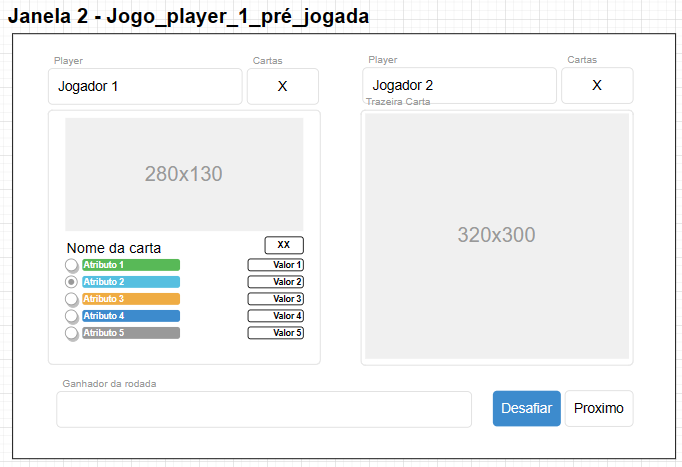 Janela 2 - Jogo_player_1_pré_jogada
Player
Cartas
Jogador 1
X
280x130
Nome da carta
XX
Atributo 1
Valor 1
Atributo 2
Valor 2
Atributo 3
Valor 3
Atributo 4
Valor 4
Atributo 5
Valor 5
Player
Cartas
Jogador 2
X
Trazeira Carta
320x300
Ganhador da rodada
Desafiar
Proximo